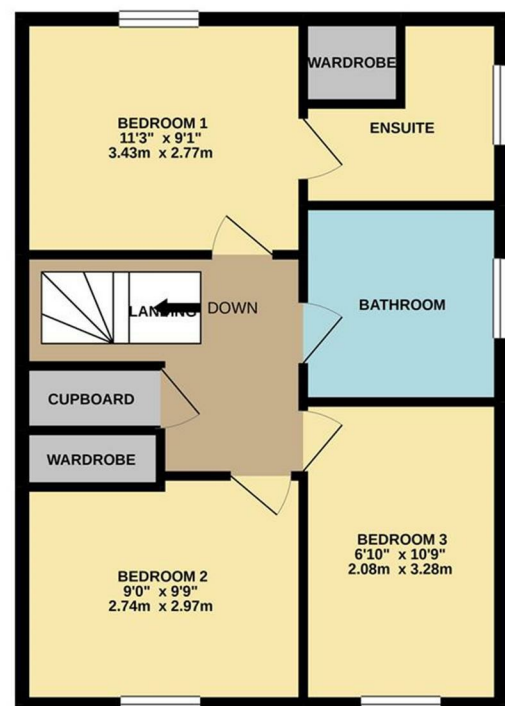 WARDROBE
BEDROOM 1
11'3" x 9'1"
3.43m x 2.77m
ENSUITE
LANDING
DOWN
BATHROOM
CUPBOARD
WARDROBE
BEDROOM 3
6'10" x 10'9"
2.08m x 3.28m
BEDROOM 2
9'0" x 9'9"
2.74m x 2.97m